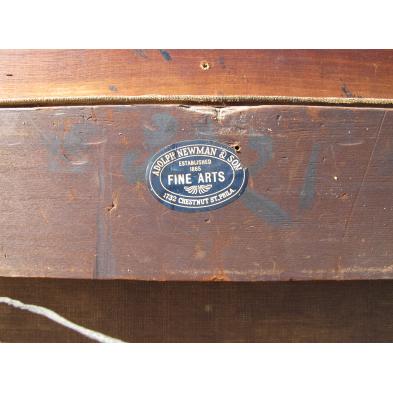 ADOLPH NEWMAN & SON
ESTABLISHED
1865
FINE ARTS
1732 CHESTNUT ST. PHILA.